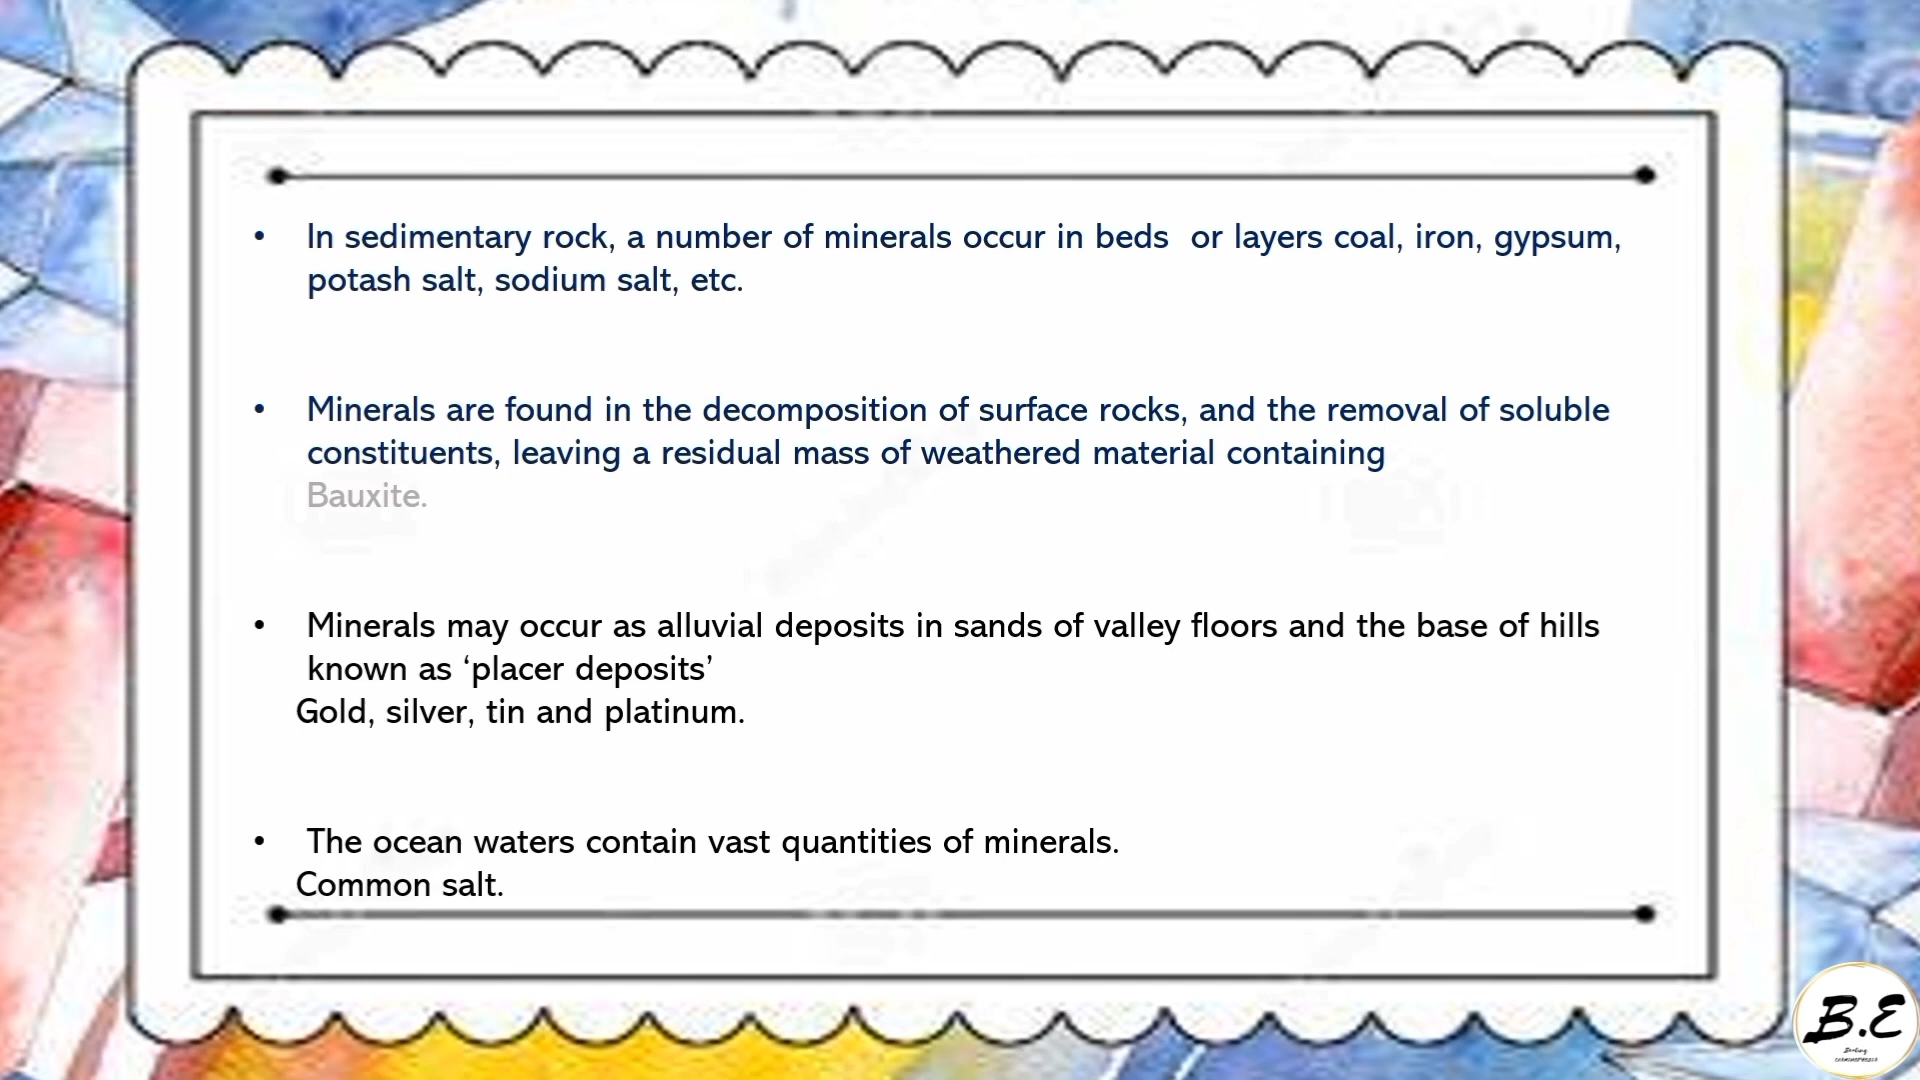 • In sedimentary rock, a number of minerals occur in beds  or layers coal, iron, gypsum,
potash salt, sodium salt, etc.
• Minerals are found in the decomposition of surface rocks, and the removal of soluble
constituents, leaving a residual mass of weathered material containing
Bauxite.
• Minerals may occur as alluvial deposits in sands of valley floors and the base of hills
known as ‘placer deposits’
Gold, silver, tin and platinum.
• The ocean waters contain vast quantities of minerals.
Common salt.
B.E